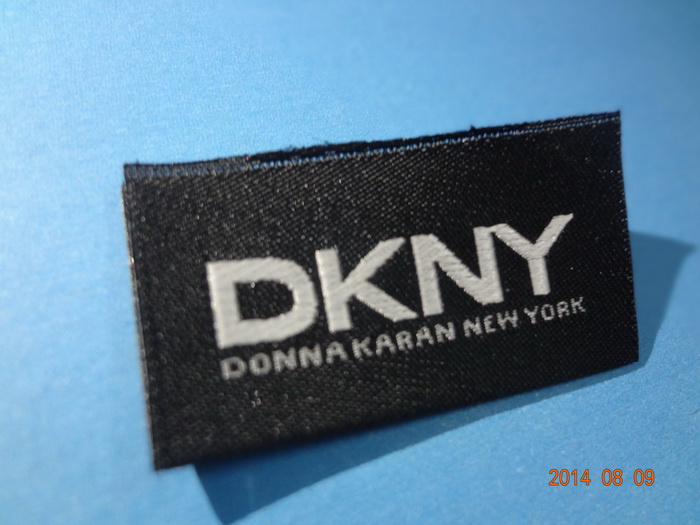 DKNY
DONNA KARAN NEW YORK
2014 08 09